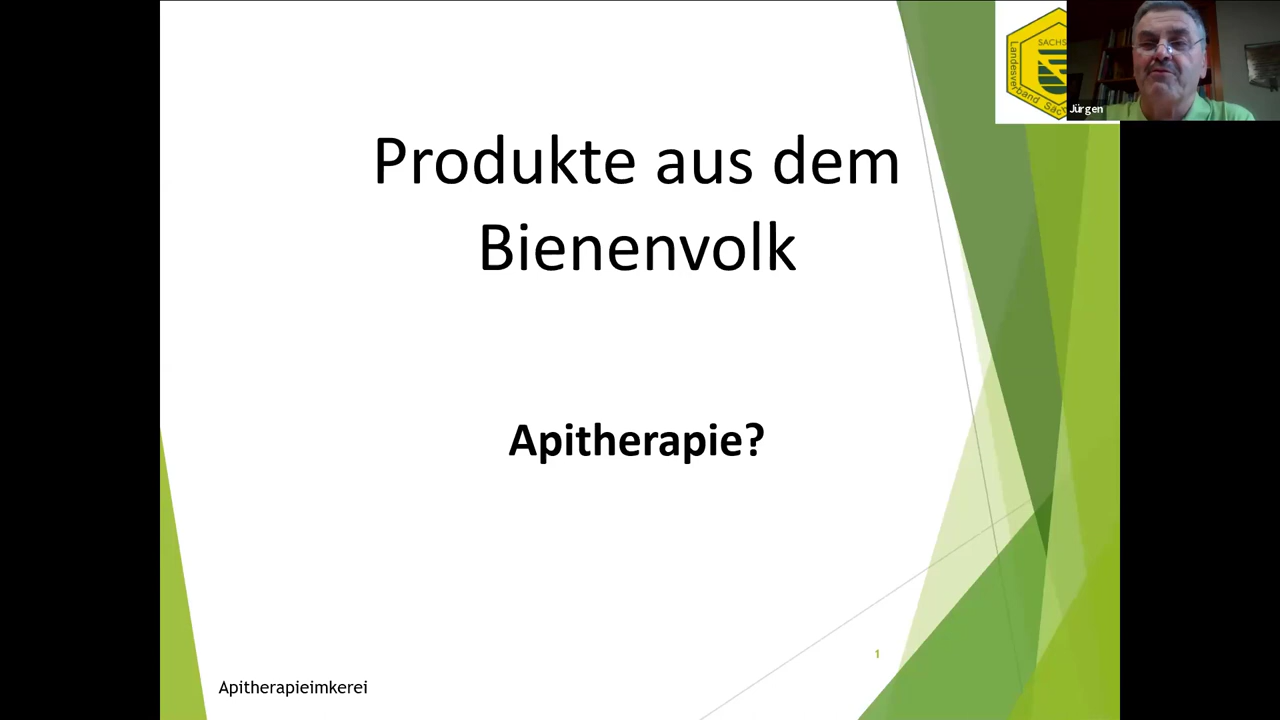 Produkte aus dem
Bienenvolk
Apitherapie?
Apitherapieimkerei
1
Jürgen